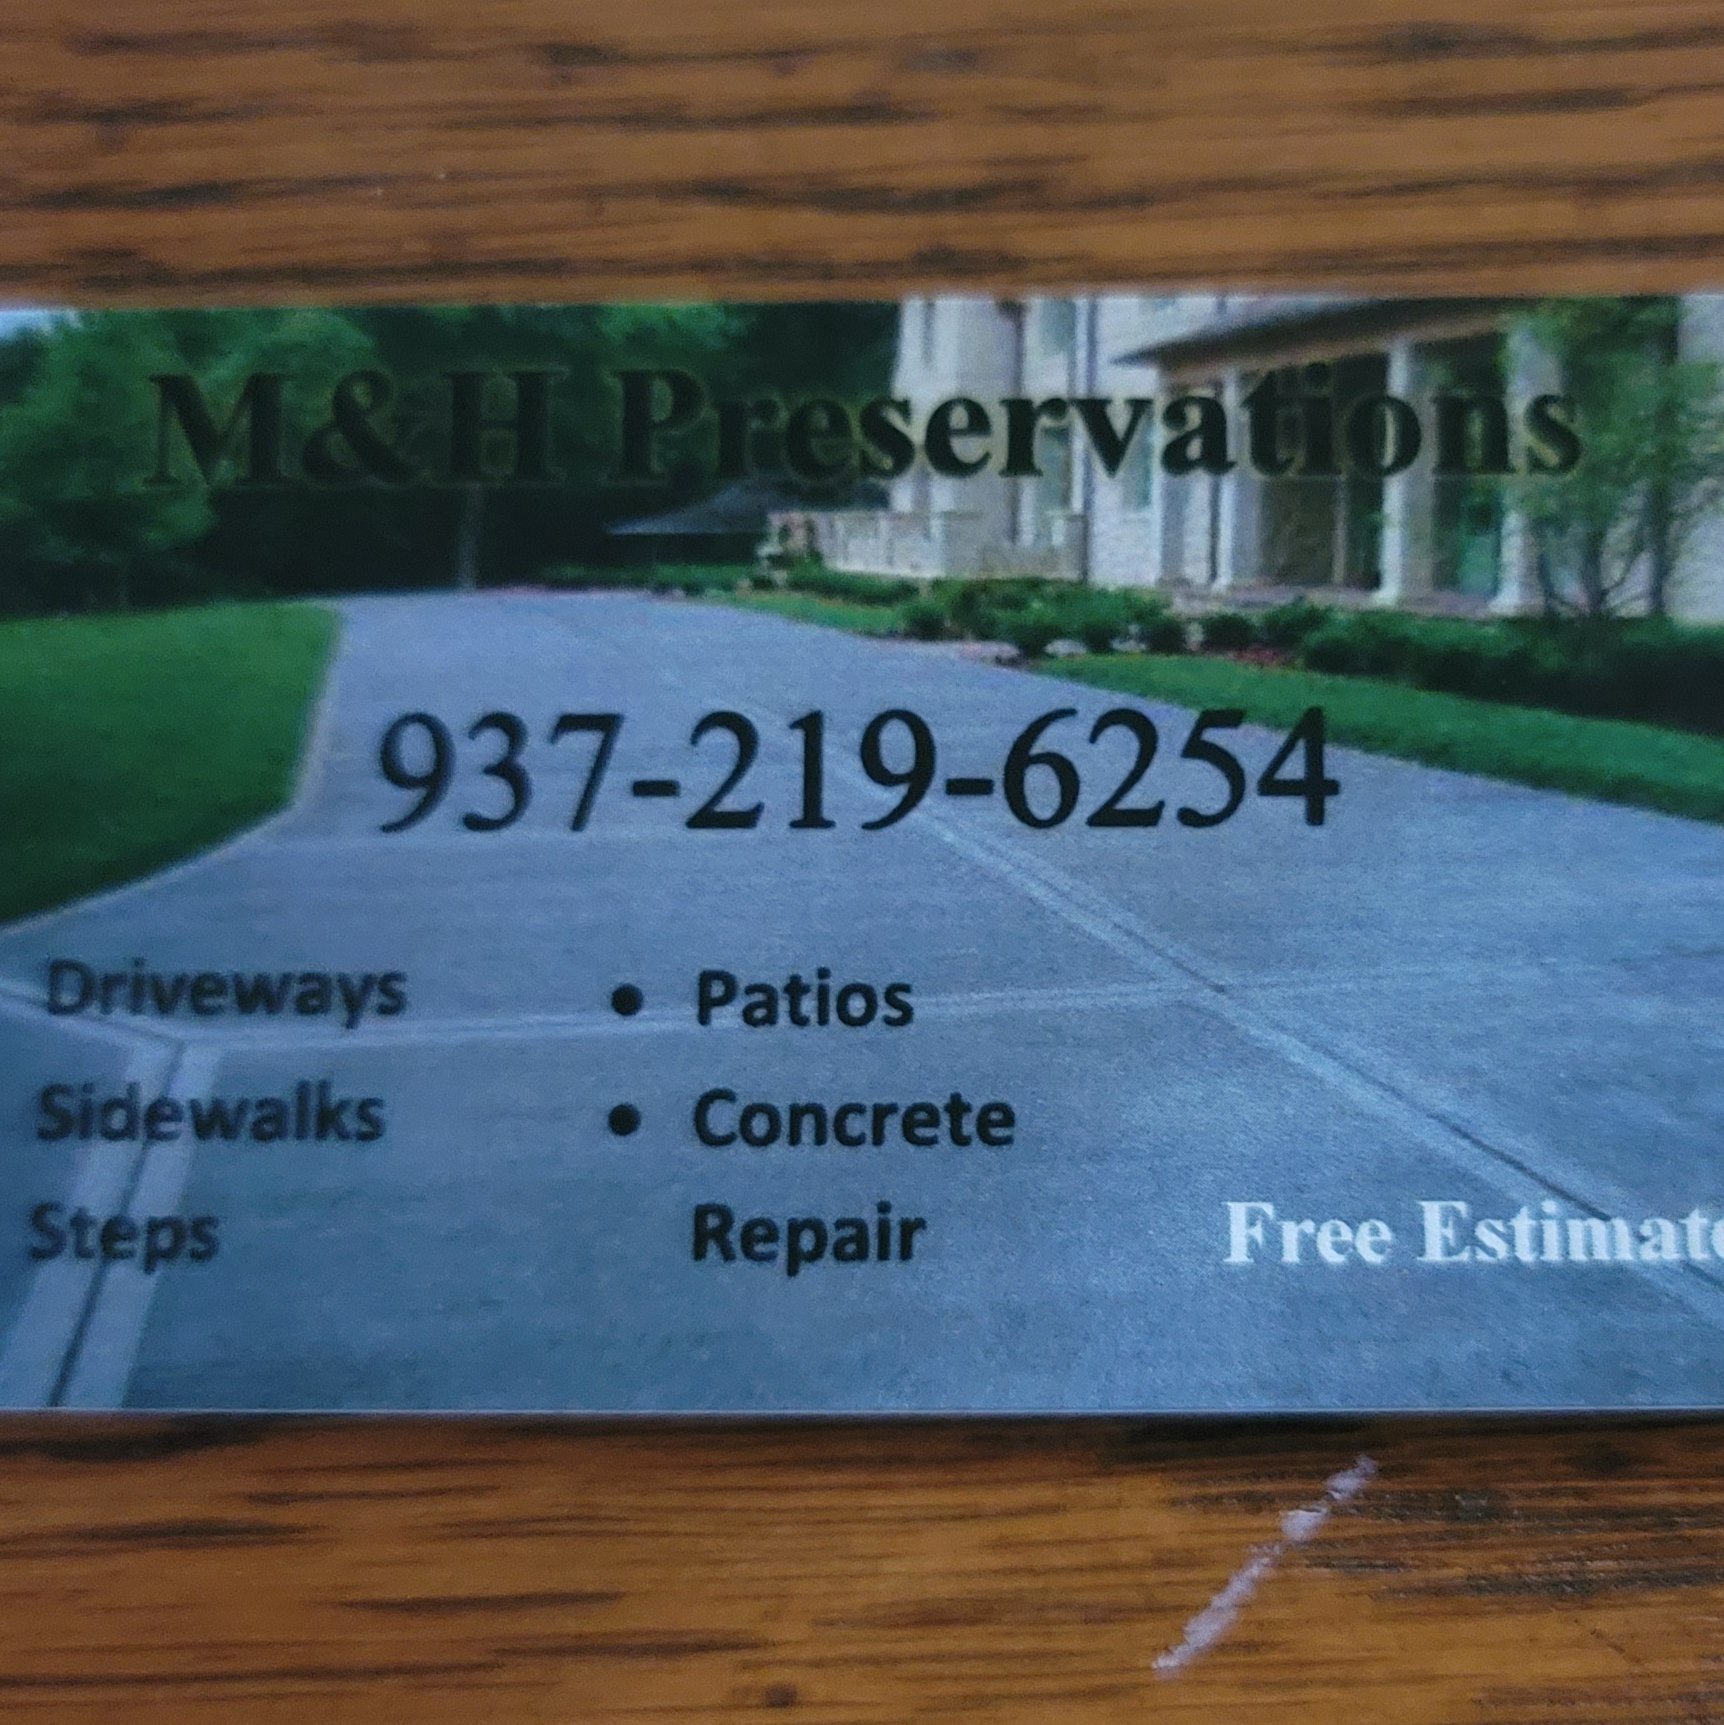 M&H Preservations
937-219-6254
Driveways
Sidewalks
Steps
• Patios
• Concrete
Repair
Free Estimate